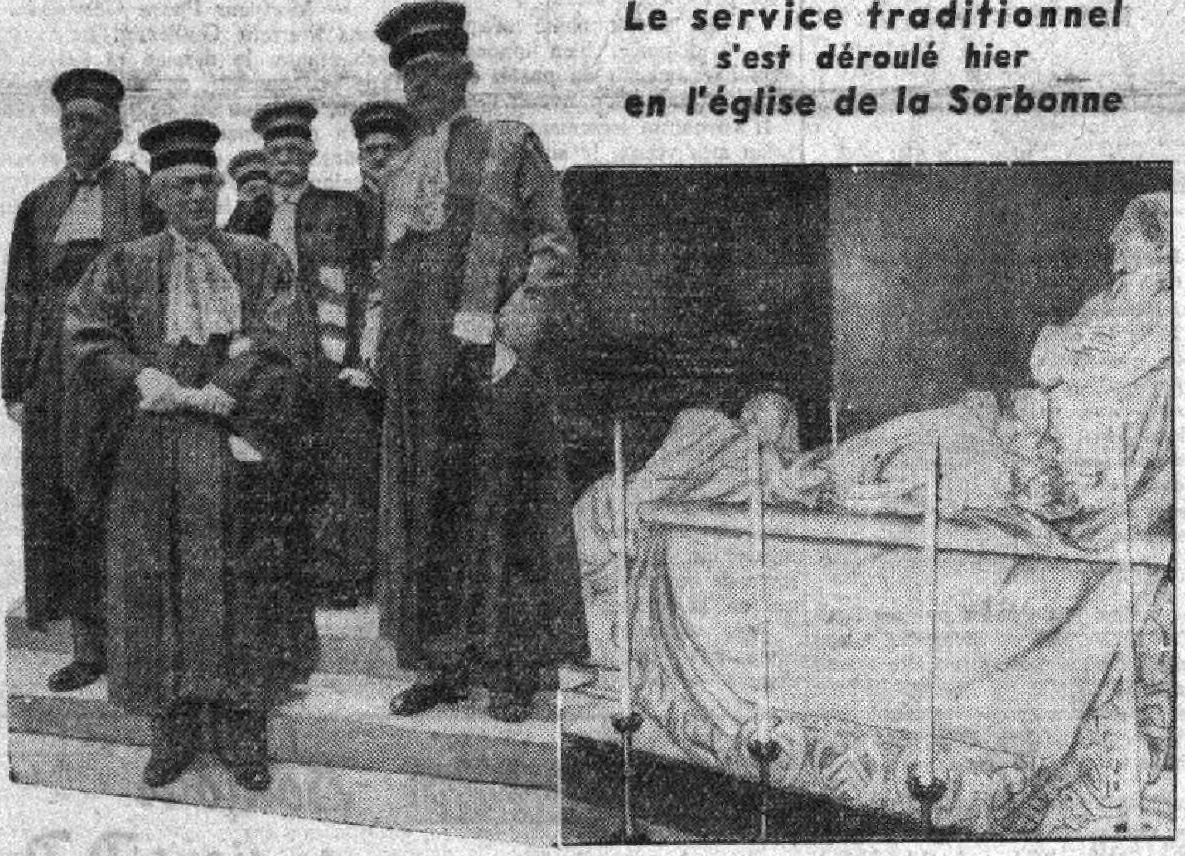 Le service traditionnel
s'est déroulé hier
en l'église de la Sorbonne